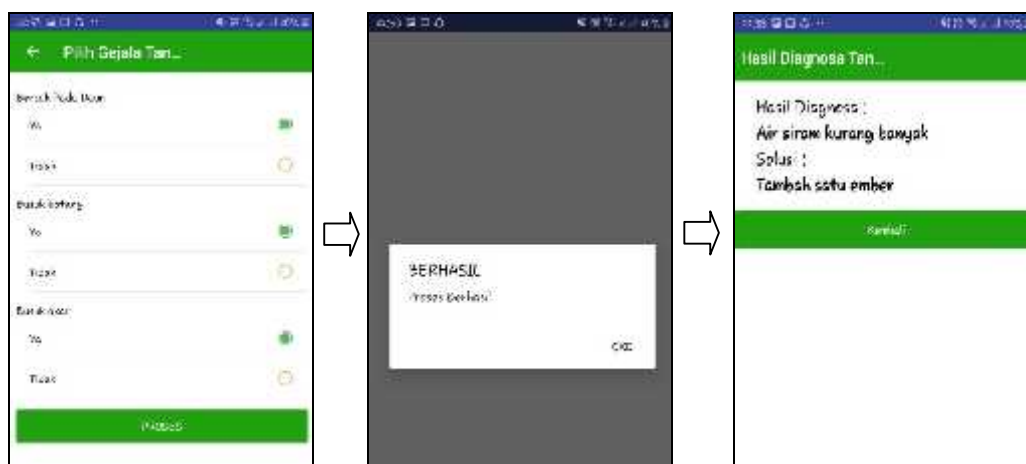 Pilih Gejala Tan...
Ya
Tidak
Ya
Tidak
Ya
Tidak
PROSES
BERHASIL
Proses Berhasil
OKE
Hasil Diagnosa Tan...
Hasil Diagnosa :
Air siram kurang banyak
Solusi :
Tambah satu ember
Kembali